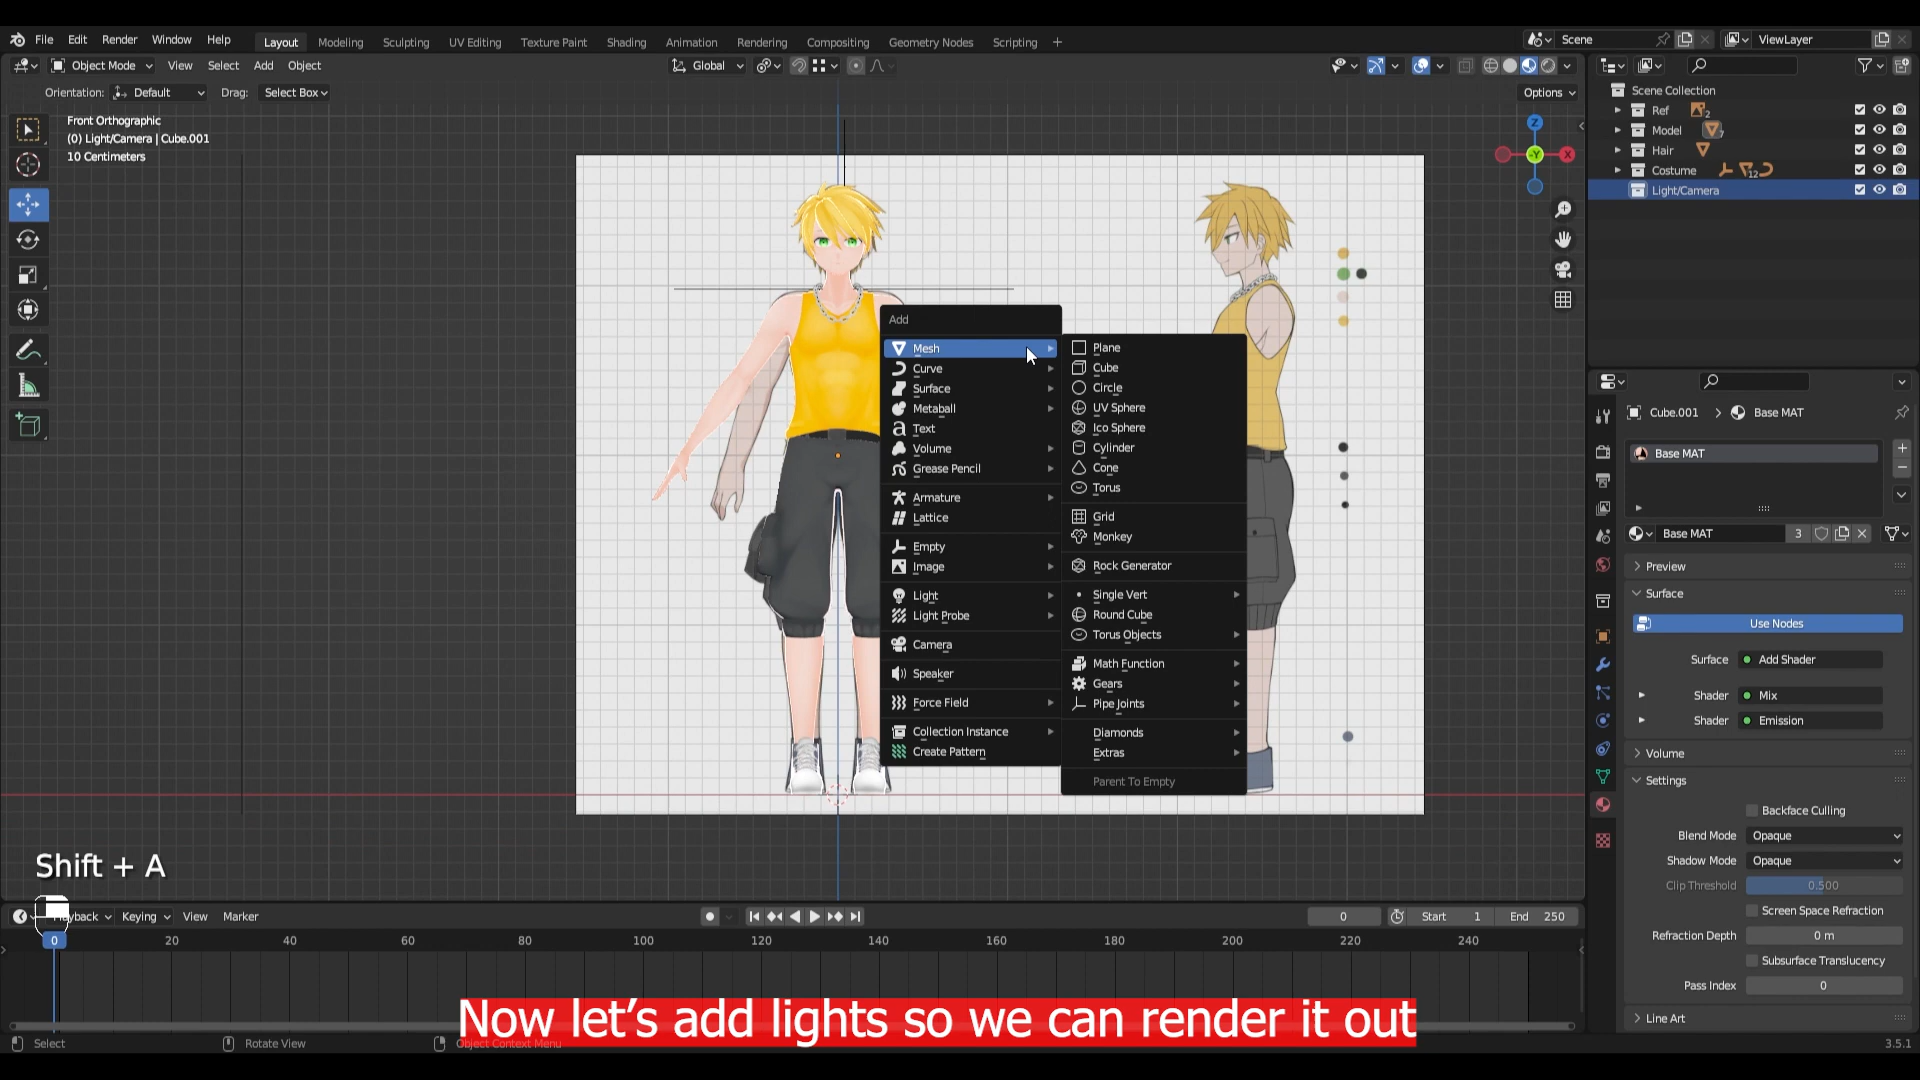 File Edit Render Window Help Layout Modeling Sculpting UV Editing Texture Paint Shading Animation Rendering Compositing Geometry Nodes Scripting + Scene ViewLayer
Object Mode View Select Add Object Global
Orientation: Default Drag: Select Box Options
Front Orthographic
(0) Light/Camera | Cube.001
10 Centimeters
Z
-Y
X
Scene Collection
Ref 2
Model 7
Hair
Costume 12
Light/Camera
Add
Mesh
Curve
Surface
Metaball
Text
Volume
Grease Pencil
Armature
Lattice
Empty
Image
Light
Light Probe
Camera
Speaker
Force Field
Collection Instance
Create Pattern
Plane
Cube
Circle
UV Sphere
Ico Sphere
Cylinder
Cone
Torus
Grid
Monkey
Rock Generator
Single Vert
Round Cube
Torus Objects
Math Function
Gears
Pipe Joints
Diamonds
Extras
Parent To Empty
Cube.001 > Base MAT
Base MAT
Base MAT 3
Preview
Surface
Use Nodes
Surface Add Shader
Shader Mix
Shader Emission
Volume
Settings
Backface Culling
Blend Mode Opaque
Shadow Mode Opaque
Clip Threshold 0.500
Screen Space Refraction
Refraction Depth 0 m
Subsurface Translucency
Pass Index 0
Line Art
Shift + A
Keying View Marker 0 Start 1 End 250
0 20 40 60 80 100 120 140 160 180 200 220 240
Now let's add lights so we can render it out
Select Rotate View Object Context Menu 3.5.1